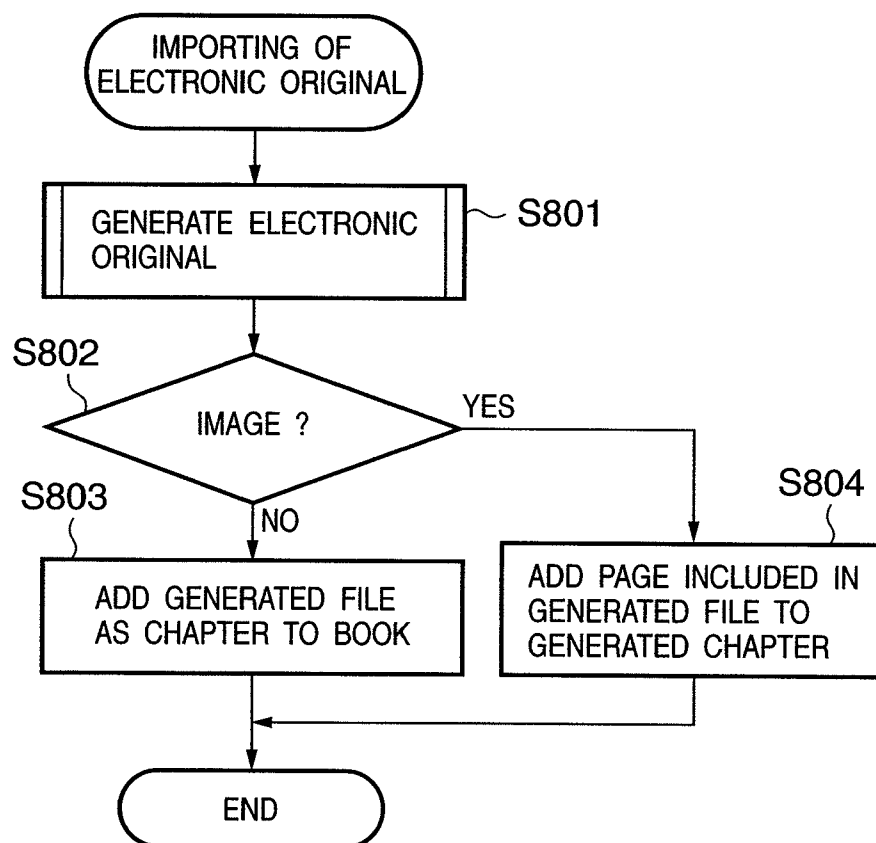 IMPORTING OF
ELECTRONIC ORIGINAL
GENERATE ELECTRONIC
ORIGINAL
S801
S802
IMAGE ?
YES
S803
NO
S804
ADD GENERATED FILE
AS CHAPTER TO BOOK
ADD PAGE INCLUDED IN
GENERATED FILE TO
GENERATED CHAPTER
END